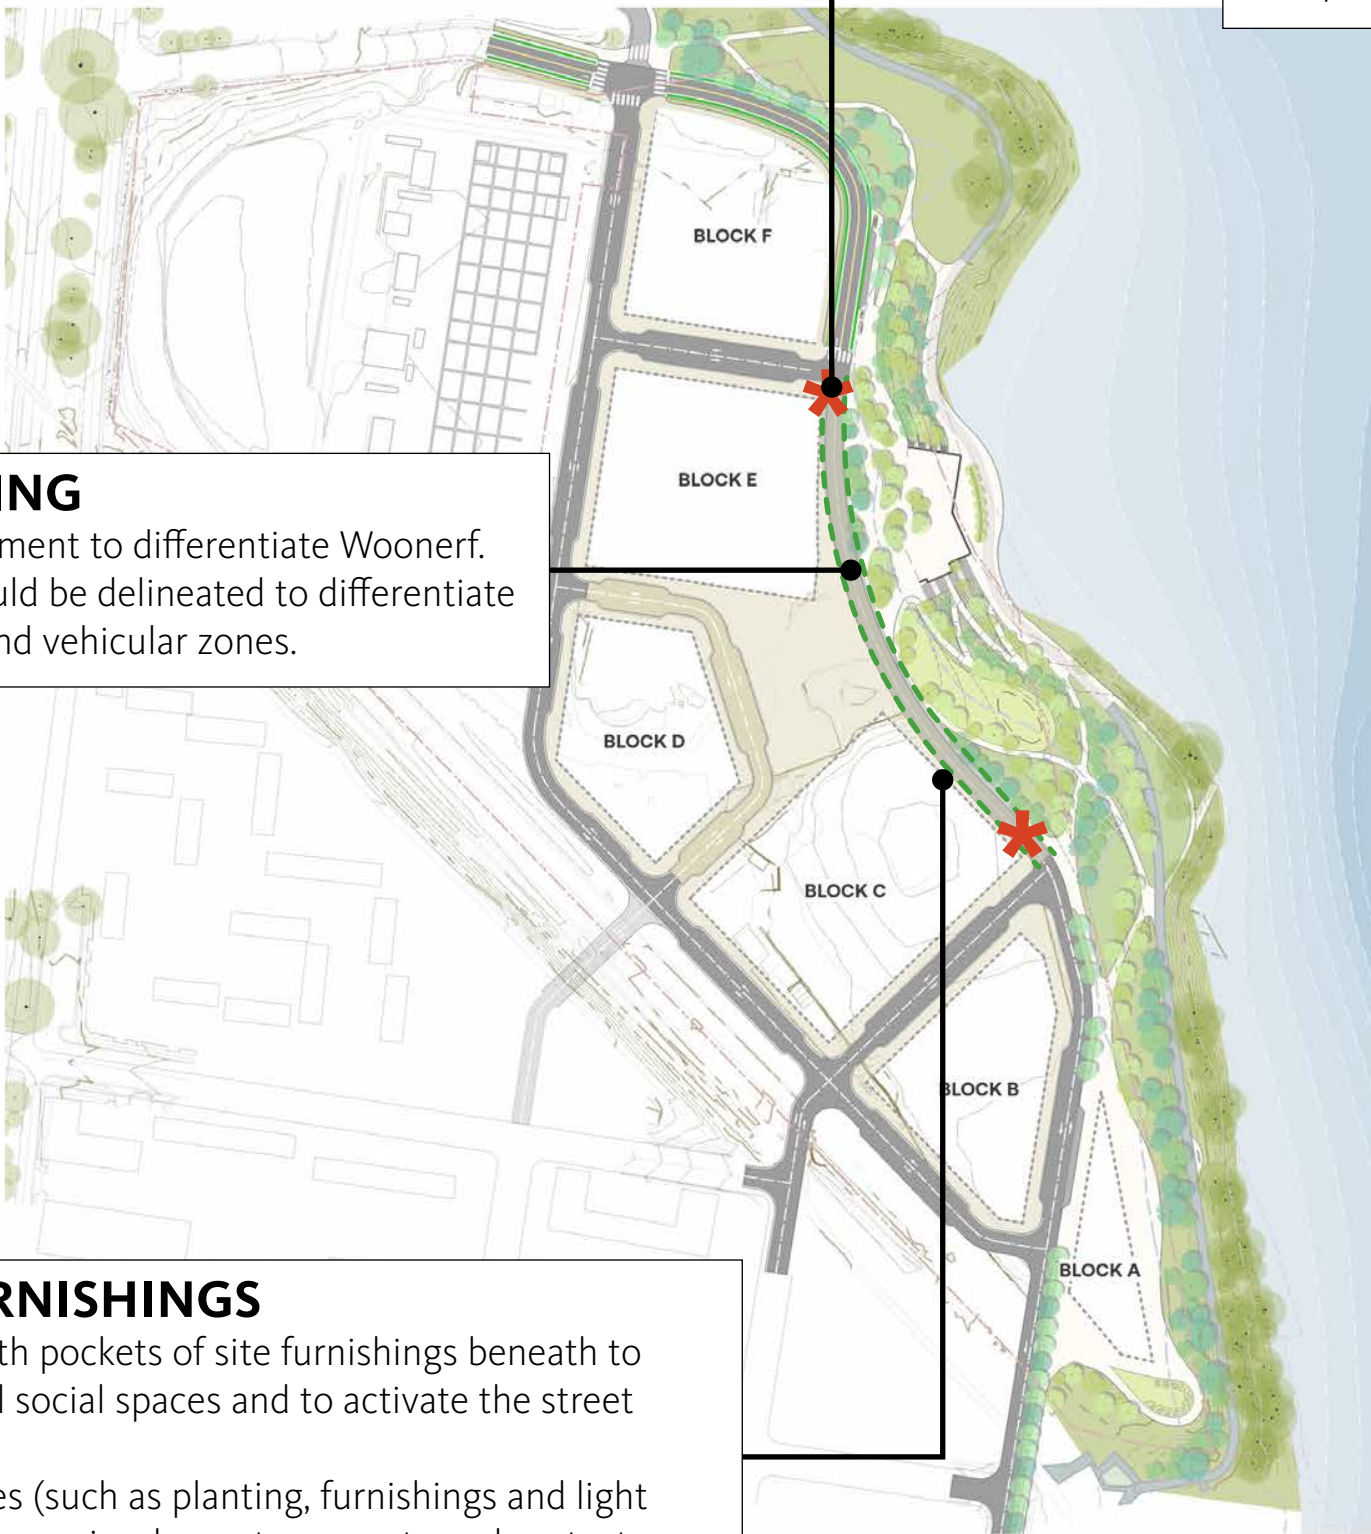 BLOCK F
BLOCK E
ING
ment to differentiate Woonerf.
uld be delineated to differentiate
nd vehicular zones.
BLOCK D
BLOCK C
BLOCK B
BLOCK A
RNISHINGS
th pockets of site furnishings beneath to
d social spaces and to activate the street
es (such as planting, furnishings and light